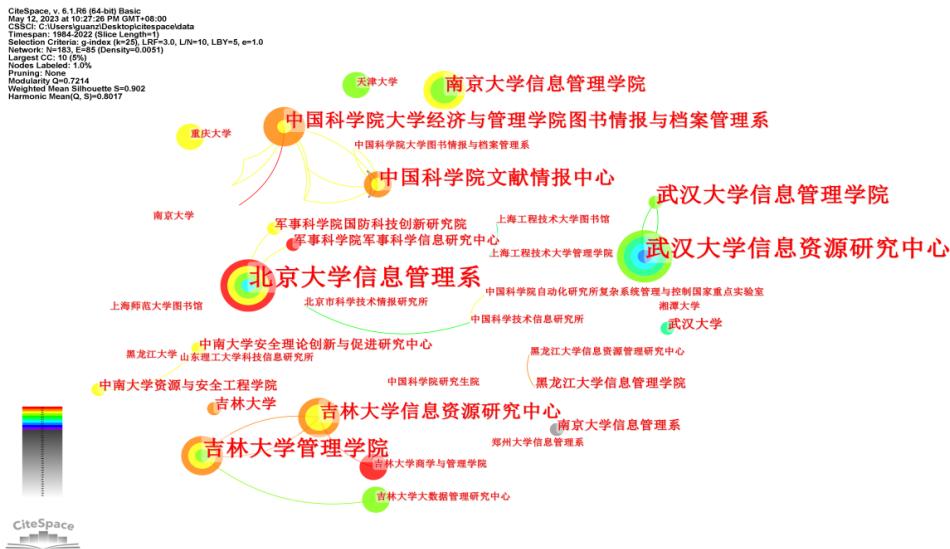 CiteSpace, v. 6.1.R6 (64-bit) Basic
May 12, 2023 at 10:27:26 PM GMT+08:00
CSSCI: C:\Users\guanz\Desktop\citespace\data
Timespan: 1984-2022 (Slice Length=1)
Selection Criteria: g-index (k=25), LRF=3.0, L/N=10, LBY=5, e=1.0
Network: N=183, E=85 (Density=0.0051)
Largest CC: 10 (5%)
Nodes Labeled: 1.0%
Pruning: None
Modularity Q=0.7214
Weighted Mean Silhouette S=0.902
Harmonic Mean(Q, S)=0.8017
天津大学
南京大学信息管理学院
中国科学院大学经济与管理学院图书情报与档案管理系
重庆大学
中国科学院大学图书情报与档案管理系
中国科学院文献情报中心
武汉大学信息管理学院
南京大学
军事科学院国防科技创新研究院
上海工程技术大学图书馆
军事科学院军事科学信息研究中心
上海工程技术大学管理学院
武汉大学信息资源研究中心
北京大学信息管理系
中国科学院自动化研究所复杂系统管理与控制国家重点实验室
上海师范大学图书馆
北京市科学技术情报研究所
湘潭大学
中国科学技术信息研究所
武汉大学
中南大学安全理论创新与促进研究中心
黑龙江大学
山东理工大学科技信息研究所
黑龙江大学信息资源管理研究中心
中南大学资源与安全工程学院
中国科学院研究生院
黑龙江大学信息管理学院
吉林大学
吉林大学信息资源研究中心
南京大学信息管理系
郑州大学信息管理系
吉林大学管理学院
吉林大学商学与管理学院
吉林大学大数据管理研究中心
CiteSpace